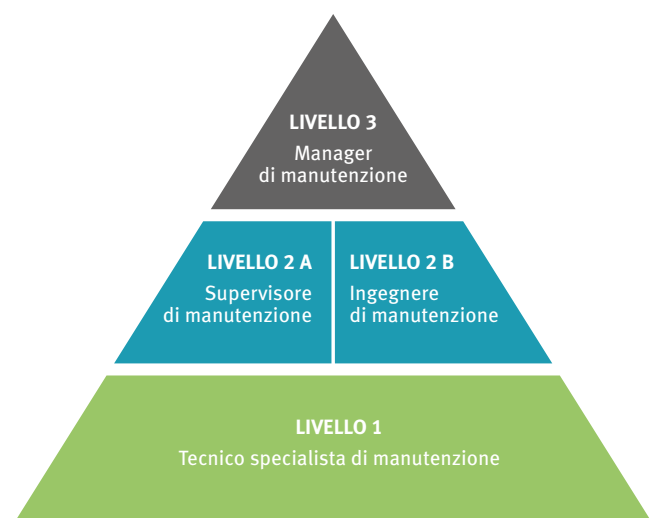 LIVELLO 3
Manager
di manutenzione
LIVELLO 2 A
Supervisore
di manutenzione
LIVELLO 2 B
Ingegnere
di manutenzione
LIVELLO 1
Tecnico specialista di manutenzione